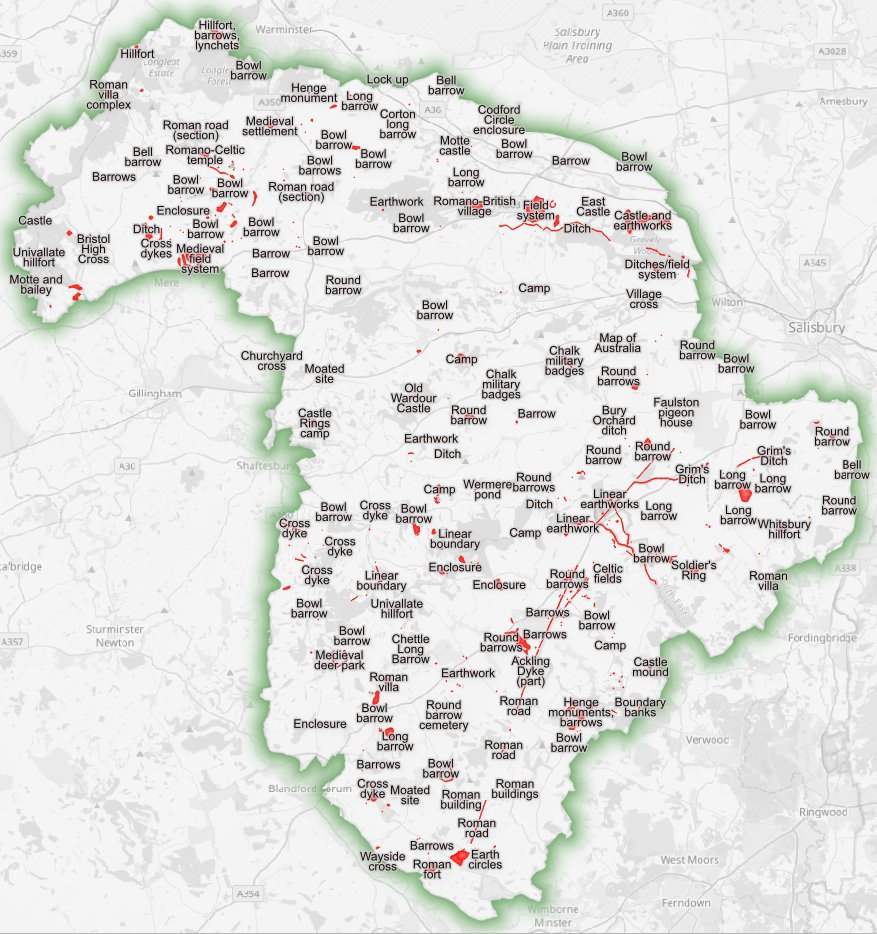 A360
Warminster
Salisbury
Plain Training
Area
A3028
A359
Hillfort,
barrows,
lynchets
Hillfort
Longleat
Estate
Bowl
barrow
Roman
villa
complex
Henge
monument
A350
Long
barrow
Lock up
Bell
barrow
A36
Amesbury
Corton
long
barrow
Codford
Circle
enclosure
Roman road
(section)
Medieval
settlement
Bowl
barrow
Motte
castle
Bowl
barrow
Bell
barrow
Romano-Celtic
temple
Bowl
barrows
Bowl
barrow
Barrow
Bowl
barrow
Barrows
Bowl
barrow
Bowl
barrow
Roman road
(section)
Long
barrow
Earthwork
Romano-British
village
Field
system
East
Castle
Castle and
earthworks
Enclosure
Bowl
barrow
Castle
Ditch
Bowl
barrow
Bowl
barrow
Ditch
Bristol
High
Cross
Cross
dykes
Medieval
field
system
Barrow
Bowl
barrow
Univallate
hillfort
Grovely
Ditches/field
system
A345
Motte and
bailey
Mere
Barrow
Round
barrow
Camp
Village
cross
Wilton
Bowl
barrow
Salisbury
Map of
Australia
Round
barrow
Bowl
barrow
Churchyard
cross
Moated
site
Camp
Chalk
military
badges
Chalk
military
badges
Round
barrows
Gillingham
Old
Wardour
Castle
Castle
Rings
camp
Round
barrow
Barrow
Bury
Orchard
ditch
Faulston
pigeon
house
Bowl
barrow
Round
barrow
Earthwork
Ditch
Round
barrow
Round
barrow
Grim's
Ditch
A30
Shaftesbury
Camp
Wermere
pond
Round
barrows
Grim's
Ditch
Long
barrow
Long
barrow
Bell
barrow
Ditch
Linear
earthworks
Long
barrow
Long
barrow
Round
barrow
Whitsbury
hillfort
Cross
dyke
Bowl
barrow
Cross
dyke
Bowl
barrow
Linear
boundary
Camp
Linear
earthwork
Cross
dyke
Bowl
barrow
Soldier's
Ring
Roman
villa
A338
Cross
dyke
Linear
boundary
Enclosure
Enclosure
Round
barrows
Celtic
fields
Bowl
barrow
Univallate
hillfort
Barrows
Bowl
barrow
Sturminster
Newton
A357
Bowl
barrow
Chettle
Long
Barrow
Round
barrows
Barrows
Camp
Fordingbridge
Medieval
deer park
Earthwork
Ackling
Dyke
(part)
Castle
mound
Roman
villa
Enclosure
Bowl
barrow
Round
barrow
cemetery
Roman
road
Henge
monuments,
barrows
Boundary
banks
Long
barrow
Roman
road
Bowl
barrow
Verwood
Barrows
Bowl
barrow
Blandford Forum
Cross
dyke
Moated
site
Roman
building
Roman
buildings
Ringwood
Roman
road
Wayside
cross
Barrows
Roman
fort
Earth
circles
West Moors
A354
Ferndown
Wimborne
Minster